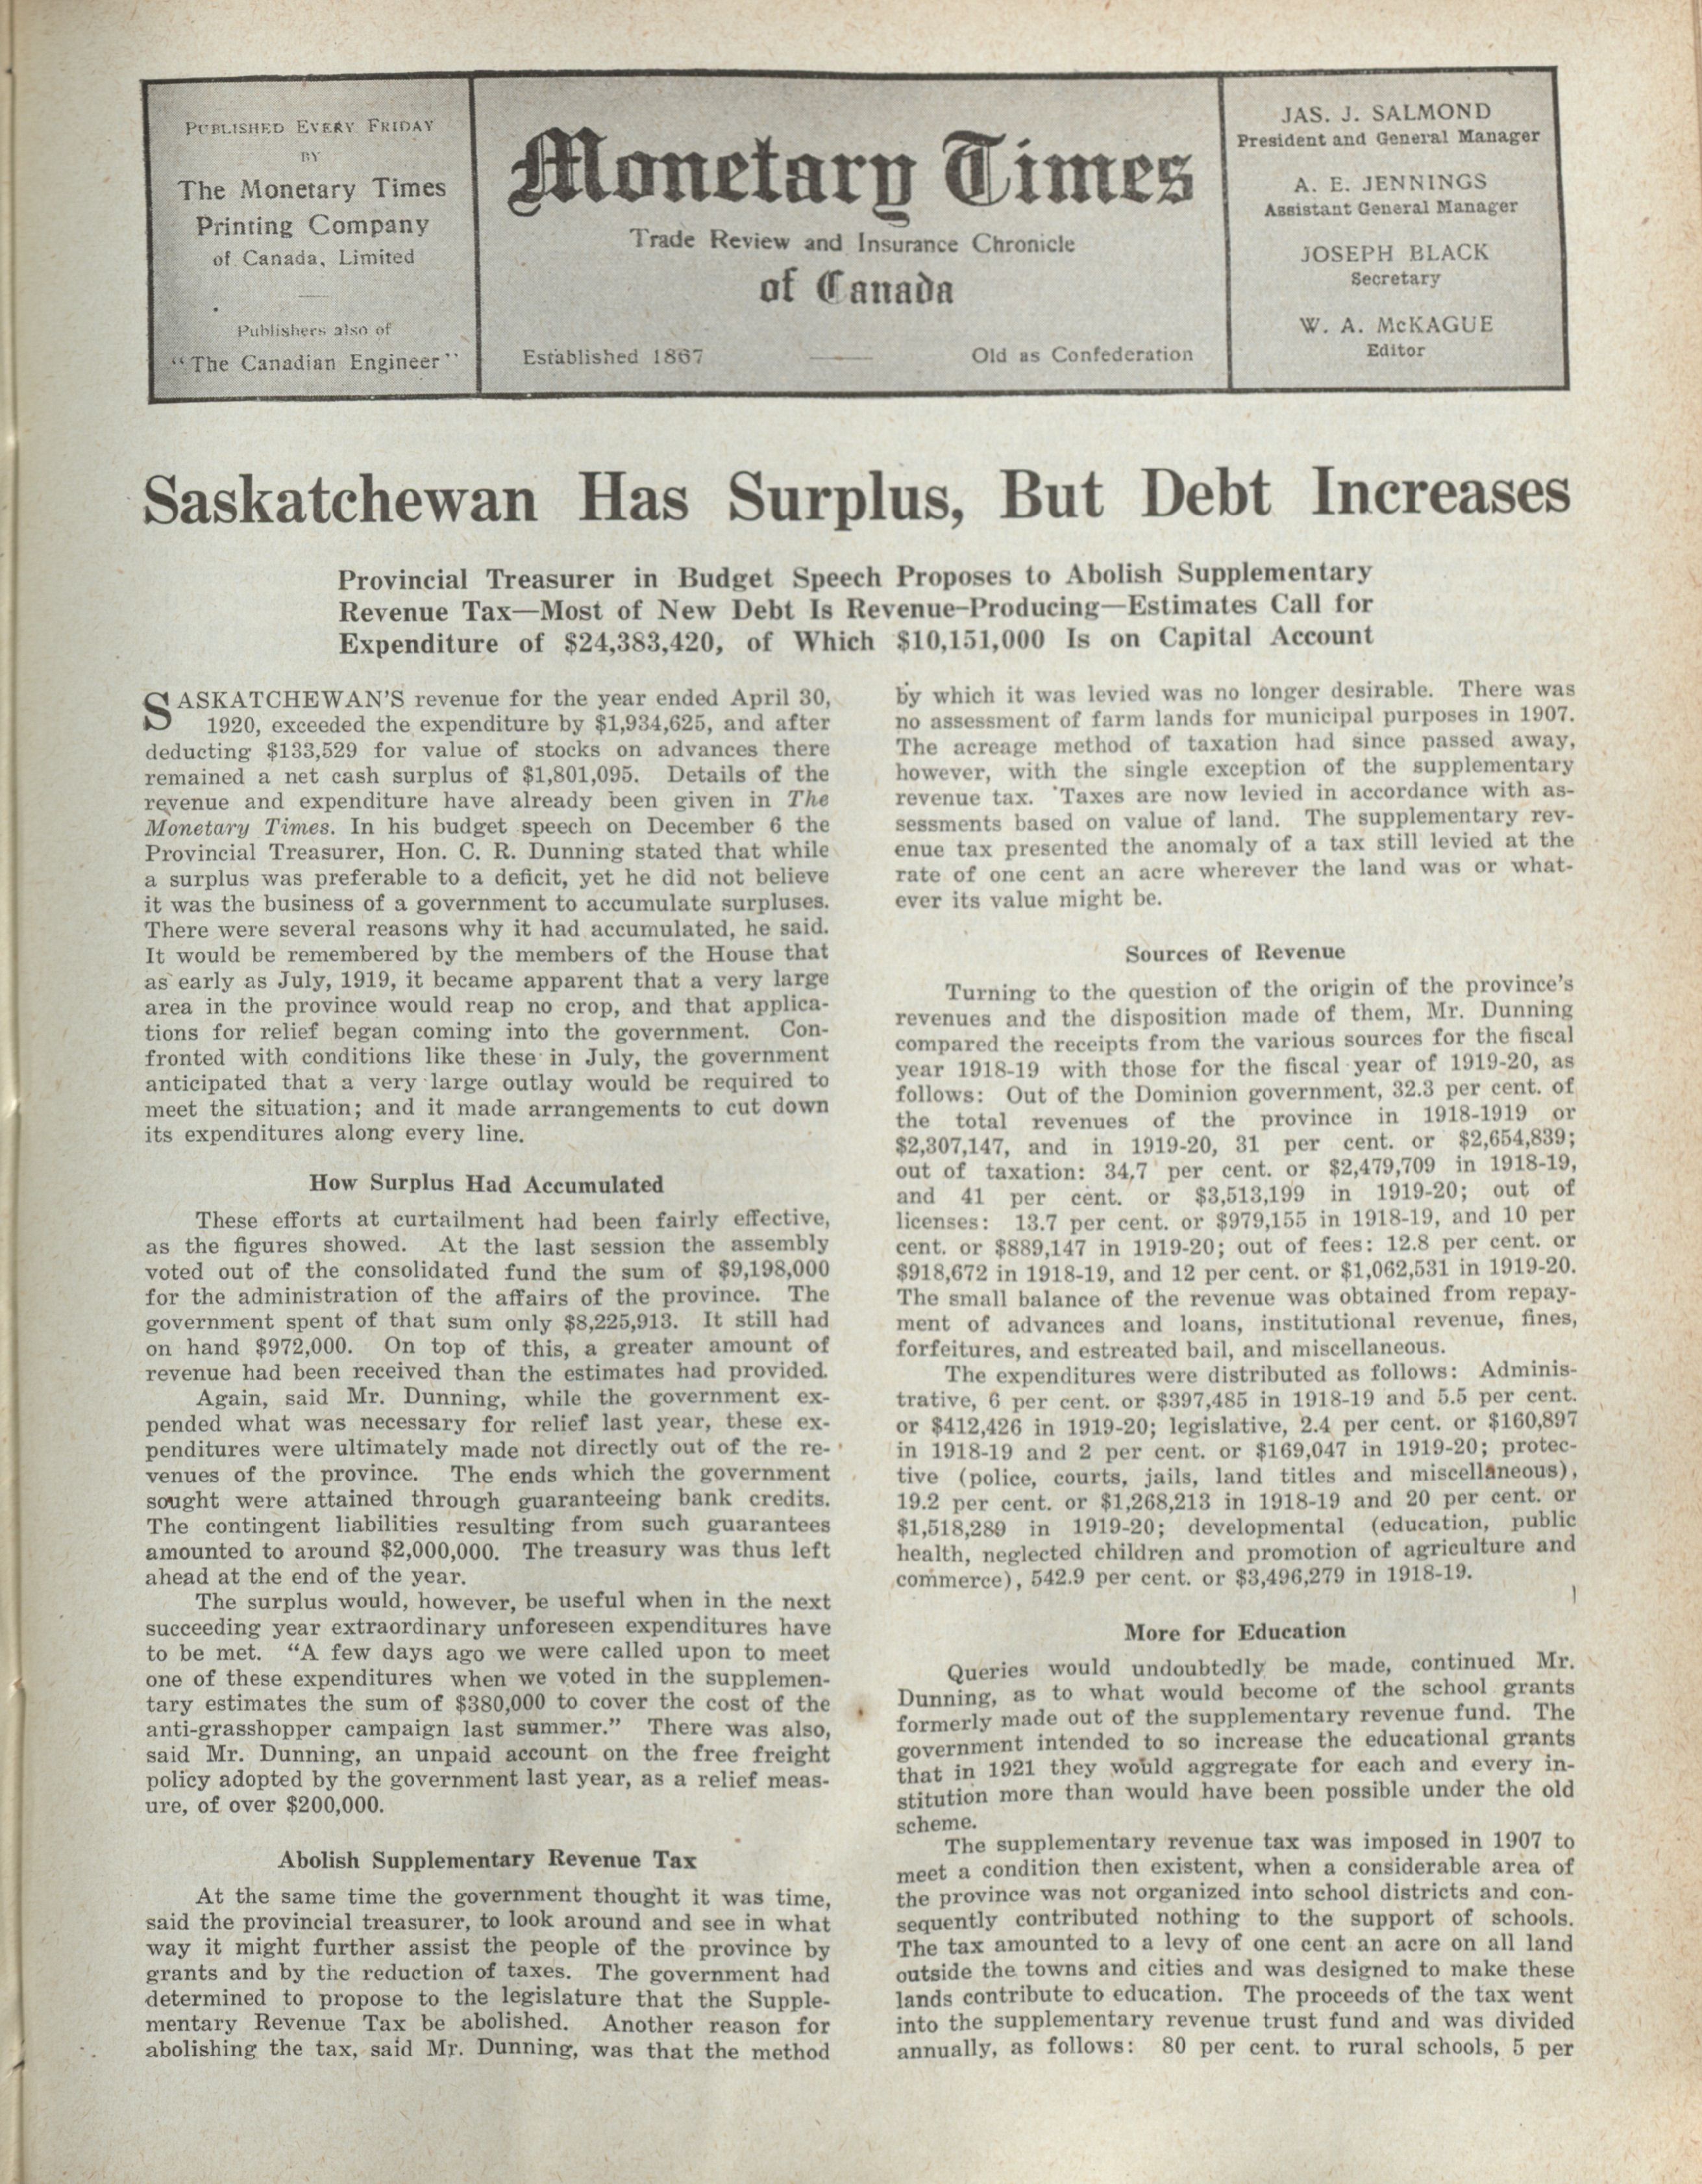 PUBLISHED EVERY FRIDAY
BY
The Monetary Times
Printing Company
of Canada, Limited
Publishers also of
"The Canadian Engineer"
Monetary Times
Trade Review and Insurance Chronicle
of Canada
Established 1867
Old as Confederation
JAS. J. SALMOND
President and General Manager
A. E. JENNINGS
Assistant General Manager
JOSEPH BLACK
Secretary
W. A. McKAGUE
Editor
Saskatchewan Has Surplus, But Debt Increases
Provincial Treasurer in Budget Speech Proposes to Abolish Supplementary
Revenue Tax—Most of New Debt Is Revenue-Producing—Estimates Call for
Expenditure of $24,383,420, of Which $10,151,000 Is on Capital Account
SASKATCHEWAN'S revenue for the year ended April 30,
1920, exceeded the expenditure by $1,934,625, and after
deducting $133,529 for value of stocks on advances there
remained a net cash surplus of $1,801,095. Details of the
revenue and expenditure have already been given in The
Monetary Times. In his budget speech on December 6 the
Provincial Treasurer, Hon. C. R. Dunning stated that while
a surplus was preferable to a deficit, yet he did not believe
it was the business of a government to accumulate surpluses.
There were several reasons why it had accumulated, he said.
It would be remembered by the members of the House that
as early as July, 1919, it became apparent that a very large
area in the province would reap no crop, and that applica-
tions for relief began coming into the government. Con-
fronted with conditions like these in July, the government
anticipated that a very large outlay would be required to
meet the situation; and it made arrangements to cut down
its expenditures along every line.
How Surplus Had Accumulated
These efforts at curtailment had been fairly effective,
as the figures showed. At the last session the assembly
voted out of the consolidated fund the sum of $9,198,000
for the administration of the affairs of the province. The
government spent of that sum only $8,225,913. It still had
on hand $972,000. On top of this, a greater amount of
revenue had been received than the estimates had provided.
Again, said Mr. Dunning, while the government ex-
pended what was necessary for relief last year, these ex-
penditures were ultimately made not directly out of the re-
venues of the province. The ends which the government
sought were attained through guaranteeing bank credits.
The contingent liabilities resulting from such guarantees
amounted to around $2,000,000. The treasury was thus left
ahead at the end of the year.
The surplus would, however, be useful when in the next
succeeding year extraordinary unforeseen expenditures have
to be met. "A few days ago we were called upon to meet
one of these expenditures when we voted in the supplemen-
tary estimates the sum of $380,000 to cover the cost of the
anti-grasshopper campaign last summer." There was also,
said Mr. Dunning, an unpaid account on the free freight
policy adopted by the government last year, as a relief meas-
ure, of over $200,000.
Abolish Supplementary Revenue Tax
At the same time the government thought it was time,
said the provincial treasurer, to look around and see in what
way it might further assist the people of the province by
grants and by the reduction of taxes. The government had
determined to propose to the legislature that the Supple-
mentary Revenue Tax be abolished. Another reason for
abolishing the tax, said Mr. Dunning, was that the method
by which it was levied was no longer desirable. There was
no assessment of farm lands for municipal purposes in 1907.
The acreage method of taxation had since passed away,
however, with the single exception of the supplementary
revenue tax. Taxes are now levied in accordance with as-
sessments based on value of land. The supplementary rev-
enue tax presented the anomaly of a tax still levied at the
rate of one cent an acre wherever the land was or what-
ever its value might be.
Sources of Revenue
Turning to the question of the origin of the province's
revenues and the disposition made of them, Mr. Dunning
compared the receipts from the various sources for the fiscal
year 1918-19 with those for the fiscal year of 1919-20, as
follows: Out of the Dominion government, 32.3 per cent. of
the total revenues of the province in 1918-1919 or
$2,307,147, and in 1919-20, 31 per cent. or $2,654,839;
out of taxation: 34.7 per cent. or $2,479,709 in 1918-19,
and 41 per cent. or $3,513,199 in 1919-20; out of
licenses: 13.7 per cent. or $979,155 in 1918-19, and 10 per
cent. or $889,147 in 1919-20; out of fees: 12.8 per cent. or
$918,672 in 1918-19, and 12 per cent. or $1,062,531 in 1919-20.
The small balance of the revenue was obtained from repay-
ment of advances and loans, institutional revenue, fines,
forfeitures, and estreated bail, and miscellaneous.
The expenditures were distributed as follows: Adminis-
trative, 6 per cent. or $397,485 in 1918-19 and 5.5 per cent.
or $412,426 in 1919-20; legislative, 2.4 per cent. or $160,897
in 1918-19 and 2 per cent. or $169,047 in 1919-20; protec-
tive (police, courts, jails, land titles and miscellaneous),
19.2 per cent. or $1,268,213 in 1918-19 and 20 per cent. or
$1,518,289 in 1919-20; developmental (education, public
health, neglected children and promotion of agriculture and
commerce), 542.9 per cent. or $3,496,279 in 1918-19.
More for Education
Queries would undoubtedly be made, continued Mr.
Dunning, as to what would become of the school grants
formerly made out of the supplementary revenue fund. The
government intended to so increase the educational grants
that in 1921 they would aggregate for each and every in-
stitution more than would have been possible under the old
scheme.
The supplementary revenue tax was imposed in 1907 to
meet a condition then existent, when a considerable area of
the province was not organized into school districts and con-
sequently contributed nothing to the support of schools.
The tax amounted to a levy of one cent an acre on all land
outside the towns and cities and was designed to make these
lands contribute to education. The proceeds of the tax went
into the supplementary revenue trust fund and was divided
annually, as follows: 80 per cent. to rural schools, 5 per